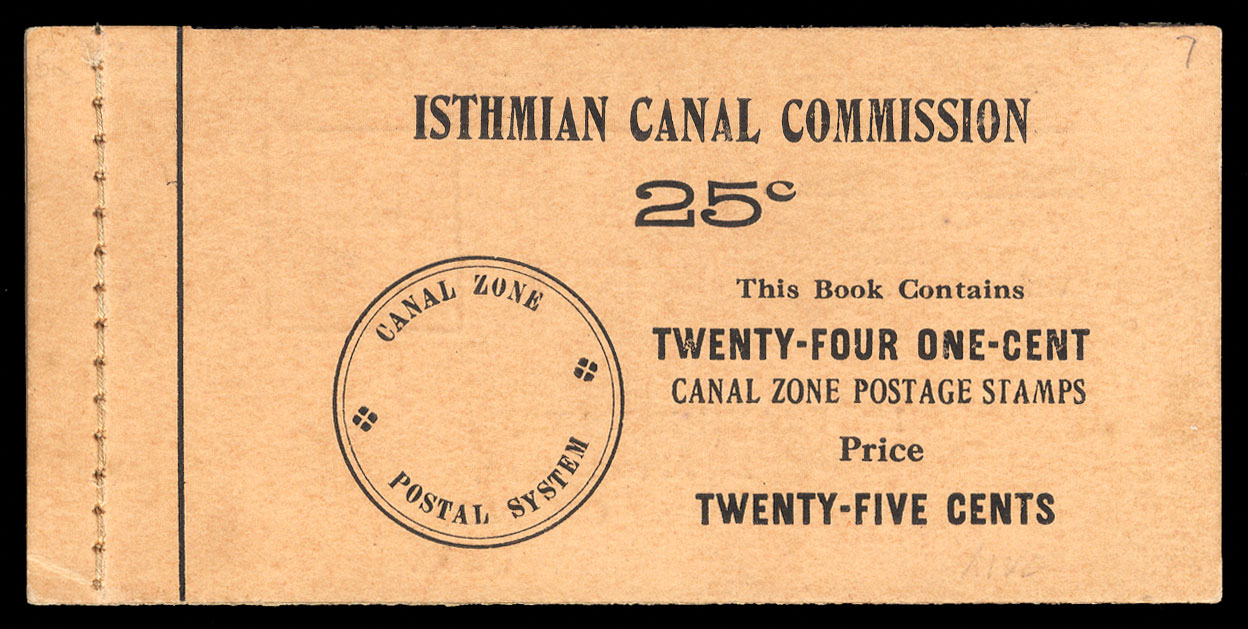 7
ISTHMIAN CANAL COMMISSION
25c
CANAL ZONE
POSTAL SYSTEM
This Book Contains
TWENTY-FOUR ONE-CENT
CANAL ZONE POSTAGE STAMPS
Price
TWENTY-FIVE CENTS